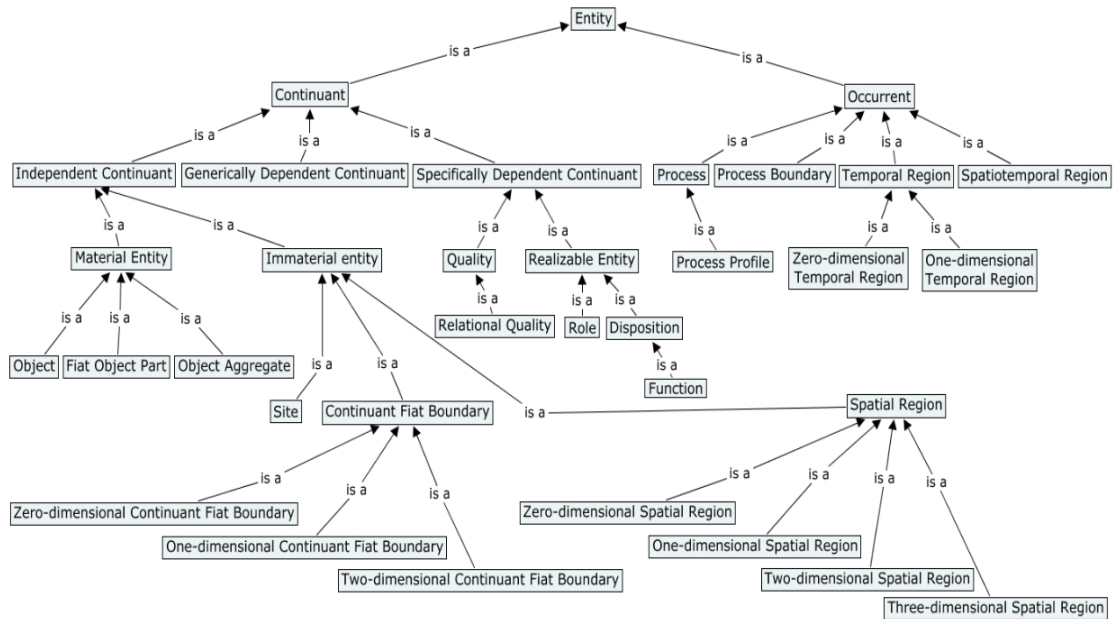 Entity
is a
is a
Continuant
Occurrent
is a
is a
is a
is a
is a
is a
is a
Independent Continuant
Generically Dependent Continuant
Specifically Dependent Continuant
Process
Process Boundary
Temporal Region
Spatiotemporal Region
is a
is a
is a
is a
is a
is a
is a
Material Entity
Immaterial entity
Quality
Realizable Entity
Process Profile
Zero-dimensional
Temporal Region
One-dimensional
Temporal Region
is a
is a
is a
is a
is a
is a
Relational Quality
Role
Disposition
Object
Fiat Object Part
Object Aggregate
is a
is a
is a
Function
Site
Continuant Fiat Boundary
is a
Spatial Region
is a
is a
is a
is a
is a
is a
is a
Zero-dimensional Continuant Fiat Boundary
Zero-dimensional Spatial Region
One-dimensional Continuant Fiat Boundary
One-dimensional Spatial Region
Two-dimensional Continuant Fiat Boundary
Two-dimensional Spatial Region
Three-dimensional Spatial Region